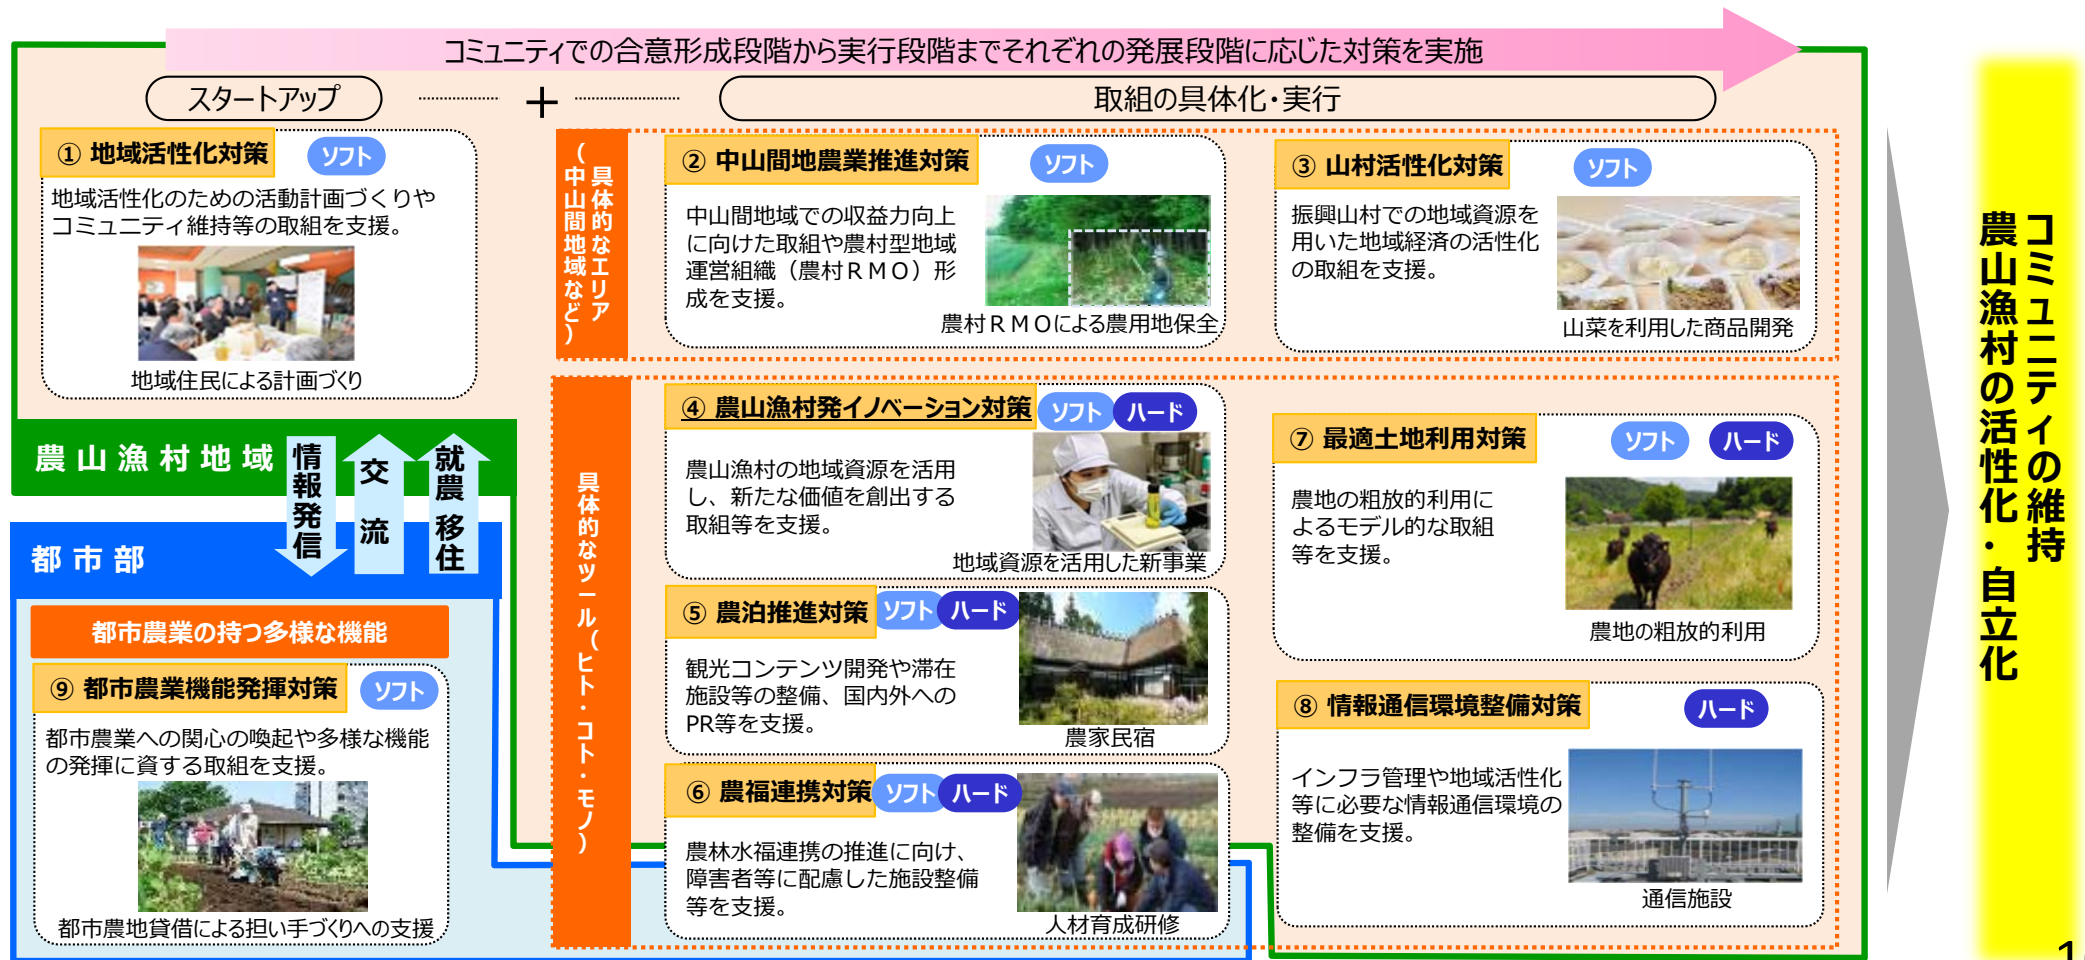 コミュニティでの合意形成段階から実行段階までそれぞれの発展段階に応じた対策を実施
スタートアップ
＋
取組の具体化・実行
① 地域活性化対策
ソフト
地域活性化のための活動計画づくりや
コミュニティ維持等の取組を支援。
地域住民による計画づくり
具体的なエリア
(中山間地域など)
② 中山間地農業推進対策
ソフト
中山間地域での収益力向上
に向けた取組や農村型地域
運営組織（農村ＲＭＯ）形
成を支援。
農村ＲＭＯによる農用地保全
③ 山村活性化対策
ソフト
振興山村での地域資源を
用いた地域経済の活性化
の取組を支援。
山菜を利用した商品開発
農山漁村地域
情報発信
交流
就農 移住
都市部
都市農業の持つ多様な機能
⑨ 都市農業機能発揮対策
ソフト
都市農業への関心の喚起や多様な機能
の発揮に資する取組を支援。
都市農地貸借による担い手づくりへの支援
具体的なツール(ヒト・コト・モノ)
④ 農山漁村発イノベーション対策
ソフト
ハード
農山漁村の地域資源を活用
し、新たな価値を創出する
取組等を支援。
地域資源を活用した新事業
⑤ 農泊推進対策
ソフト
ハード
観光コンテンツ開発や滞在
施設等の整備、国内外への
PR等を支援。
農家民宿
⑥ 農福連携対策
ソフト
ハード
農林水福連携の推進に向け、
障害者等に配慮した施設整備
等を支援。
人材育成研修
⑦ 最適土地利用対策
ソフト
ハード
農地の粗放的利用に
よるモデル的な取組
等を支援。
農地の粗放的利用
⑧ 情報通信環境整備対策
ハード
インフラ管理や地域活性化
等に必要な情報通信環境の
整備を支援。
通信施設
コミュニティの維持
農山漁村の活性化・自立化